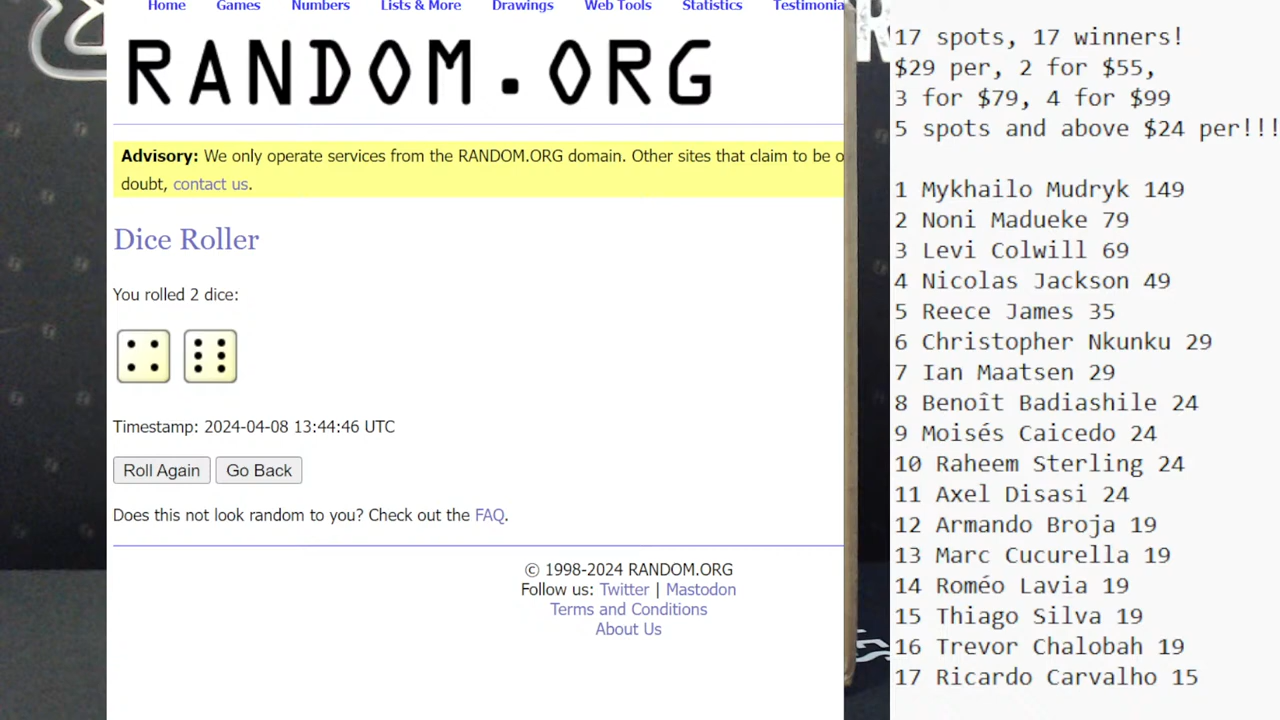 Home Games Numbers Lists & More Drawings Web Tools Statistics Testimonia
RANDOM.ORG
Advisory: We only operate services from the RANDOM.ORG domain. Other sites that claim to be o
doubt, contact us.
Dice Roller
You rolled 2 dice:
Timestamp: 2024-04-08 13:44:46 UTC
Roll Again Go Back
Does this not look random to you? Check out the FAQ.
© 1998-2024 RANDOM.ORG
Follow us: Twitter | Mastodon
Terms and Conditions
About Us
17 spots, 17 winners!
$29 per, 2 for $55,
3 for $79, 4 for $99
5 spots and above $24 per!!!
1 Mykhailo Mudryk 149
2 Noni Madueke 79
3 Levi Colwill 69
4 Nicolas Jackson 49
5 Reece James 35
6 Christopher Nkunku 29
7 Ian Maatsen 29
8 Benoît Badiashile 24
9 Moisés Caicedo 24
10 Raheem Sterling 24
11 Axel Disasi 24
12 Armando Broja 19
13 Marc Cucurella 19
14 Roméo Lavia 19
15 Thiago Silva 19
16 Trevor Chalobah 19
17 Ricardo Carvalho 15